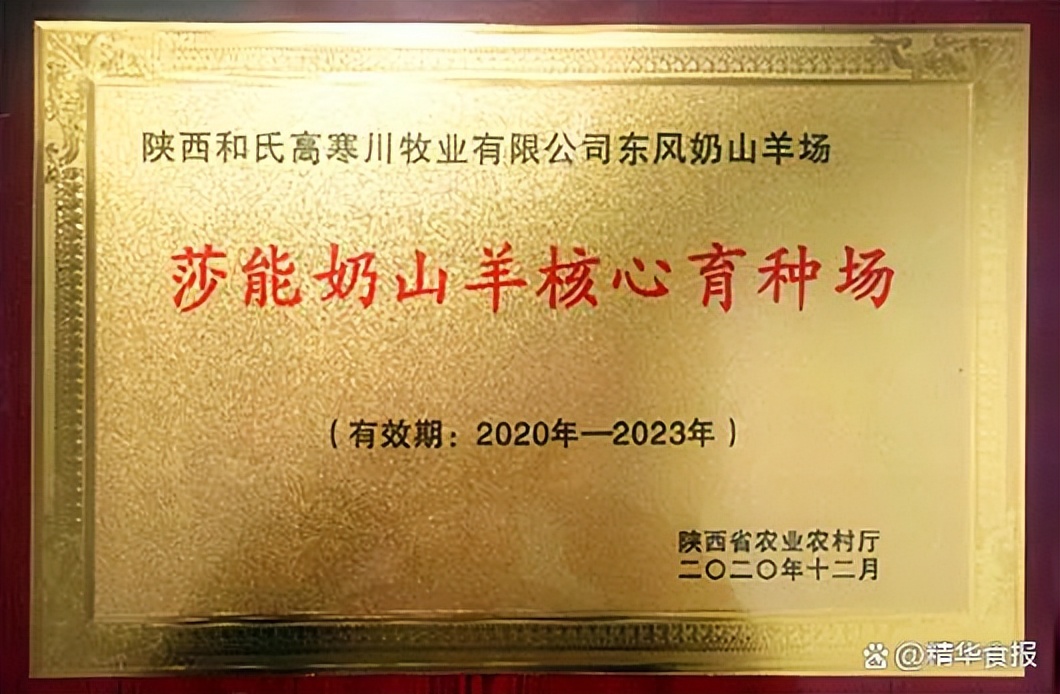 陕西和氏高寒川牧业有限公司东风奶山羊场
莎能奶山羊核心育种场
（有效期：2020年—2023年）
陕西省农业农村厅
二〇二〇年十二月
@精华食报